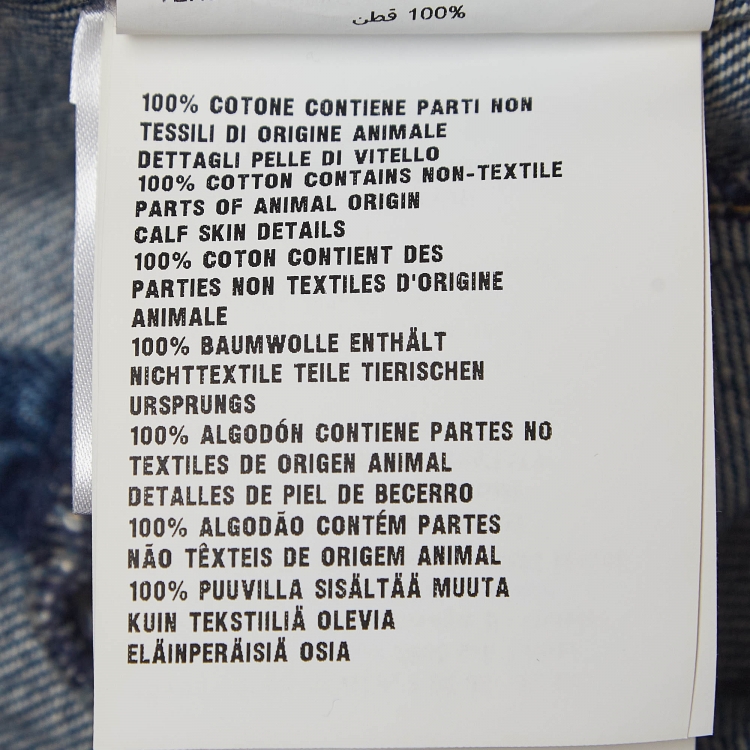 100% قطن
100% COTONE CONTIENE PARTI NON
TESSILI DI ORIGINE ANIMALE
DETTAGLI PELLE DI VITELLO
100% COTTON CONTAINS NON-TEXTILE
PARTS OF ANIMAL ORIGIN
CALF SKIN DETAILS
100% COTON CONTIENT DES
PARTIES NON TEXTILES D'ORIGINE
ANIMALE
100% BAUMWOLLE ENTHÄLT
NICHTTEXTILE TEILE TIERISCHEN
URSPRUNGS
100% ALGODÓN CONTIENE PARTES NO
TEXTILES DE ORIGEN ANIMAL
DETALLES DE PIEL DE BECERRO
100% ALGODÃO CONTÉM PARTES
NÃO TÊXTEIS DE ORIGEM ANIMAL
100% PUUVILLA SISÄLTÄÄ MUUTA
KUIN TEKSTIILIÄ OLEVIA
ELÄINPERÄISIÄ OSIA